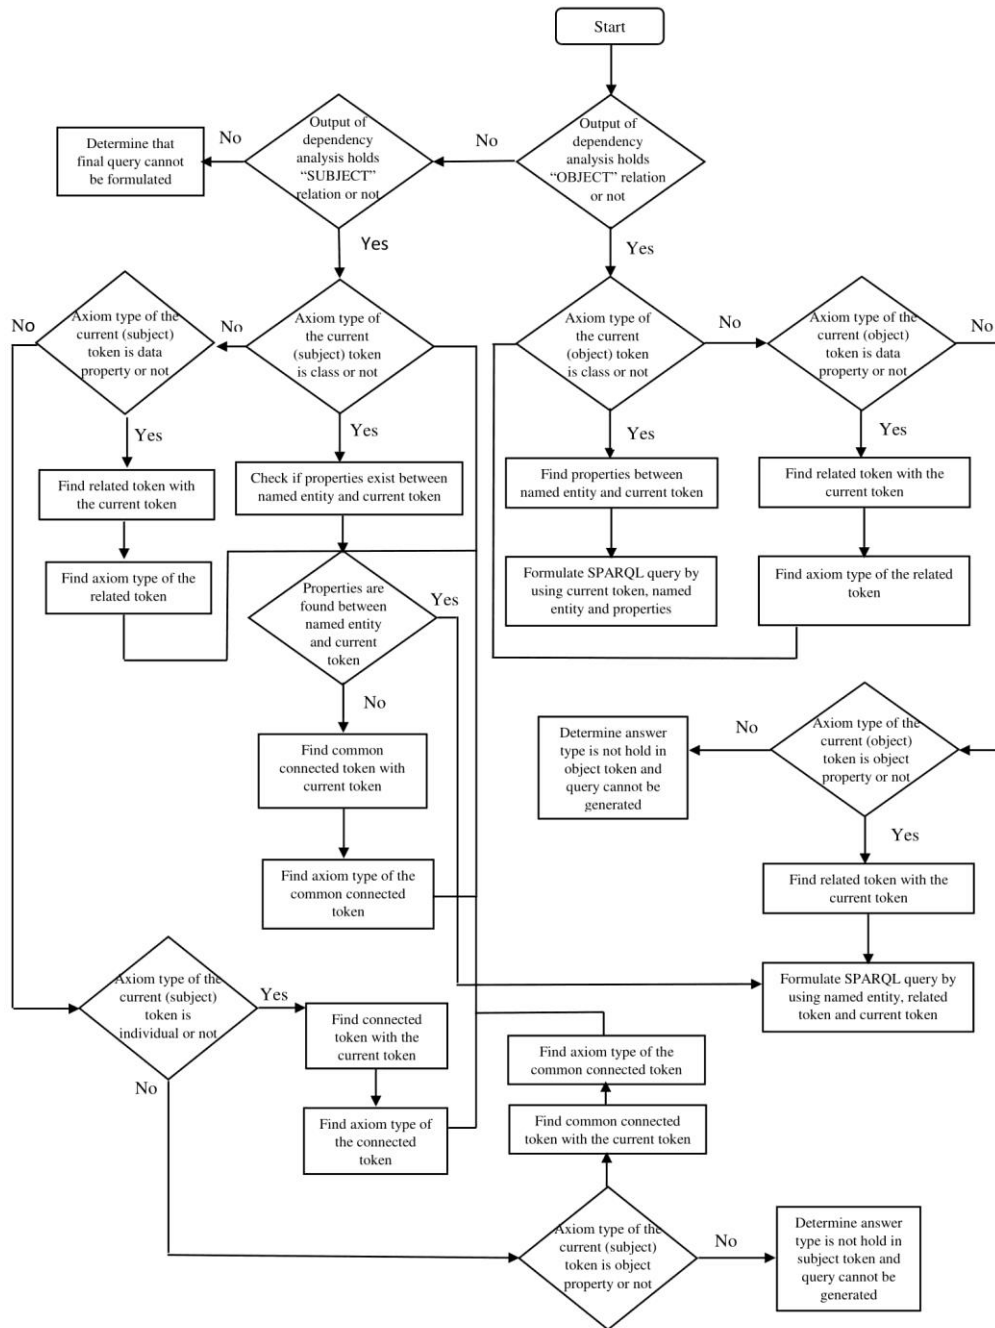 Start
Output of
dependency
analysis holds
“OBJECT” relation
or not
No
Output of
dependency
analysis holds
“SUBJECT”
relation or not
No
Determine that
final query cannot
be formulated
Yes
Yes
No
Axiom type of the
current (subject)
token is data
property or not
No
Axiom type of
the current
(subject) token
is class or not
Axiom type of
the current
(object) token
is class or not
No
Axiom type of the
current (object)
token is data
property or not
No
Yes
Yes
Yes
Yes
Find related token with
the current token
Check if properties exist between
named entity and current token
Find properties between
named entity and current token
Find related token with the
current token
Find axiom type of the
related token
Properties are
found between
named entity
and current
token
Yes
Formulate SPARQL query by
using current token, named
entity and properties
Find axiom type of the related
token
No
Find common
connected token with
current token
Determine answer
type is not hold in
object token and
query cannot be
generated
No
Axiom type of the
current (object)
token is object
property or not
Yes
Find axiom type of the
common connected
token
Find related token with the
current token
Axiom type of the
current (subject)
token is
individual or not
Yes
Find connected
token with the
current token
Formulate SPARQL query by
using named entity, related
token and current token
No
Find axiom type of the
common connected token
Find axiom type of
the connected
token
Find common connected
token with the current token
Axiom type of the
current (subject)
token is object
property or not
No
Determine answer
type is not hold in
subject token and
query cannot be
generated